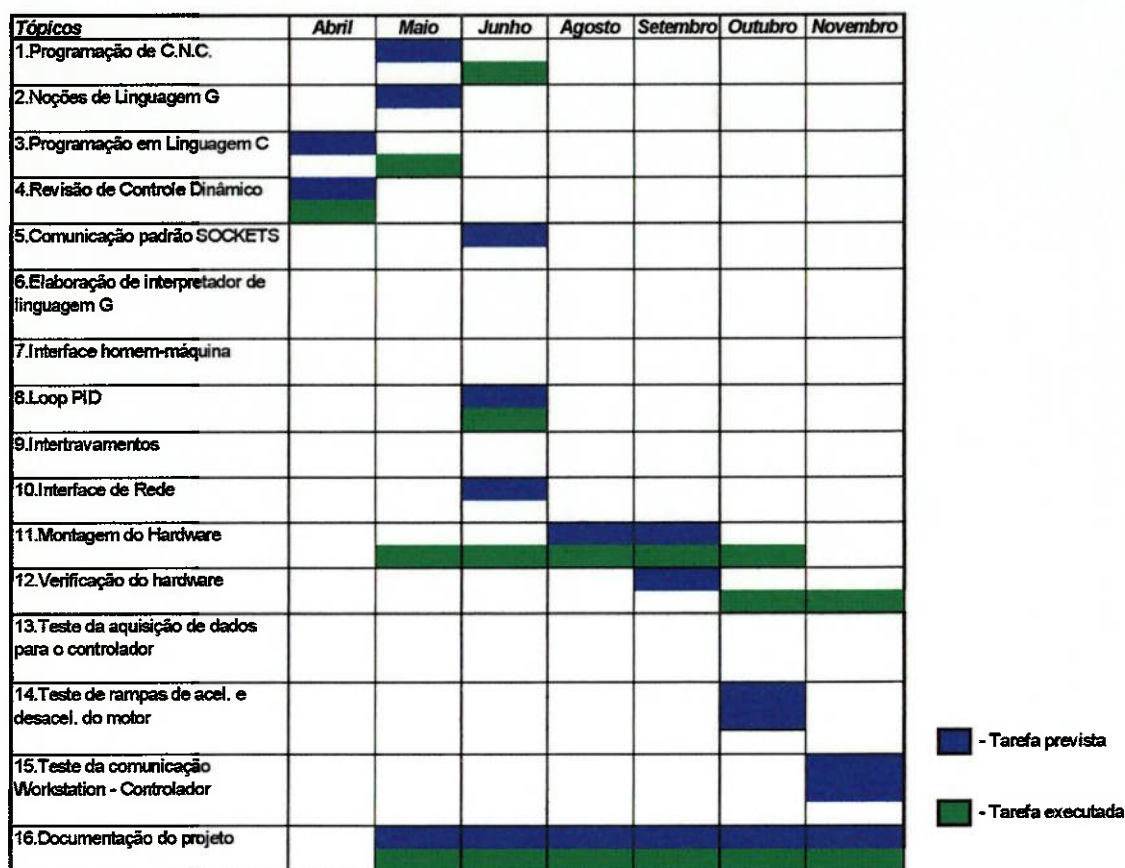 Tópicos Abril Maio Junho Agosto Setembro Outubro Novembro
1.Programação de C.N.C.
2.Noções de Linguagem G
3.Programação em Linguagem C
4.Revisão de Controle Dinâmico
5.Comunicação padrão SOCKETS
6.Elaboração de interpretador de
linguagem G
7.Interface homem-máquina
8.Loop PID
9.Intertravamentos
10.Interface de Rede
11.Montagem do Hardware
12.Verificação do hardware
13.Teste da aquisição de dados
para o controlador
14.Teste de rampas de acel. e
desacel. do motor
- Tarefa prevista
15.Teste da comunicação
Workstation - Controlador
- Tarefa executada
16.Documentação do projeto